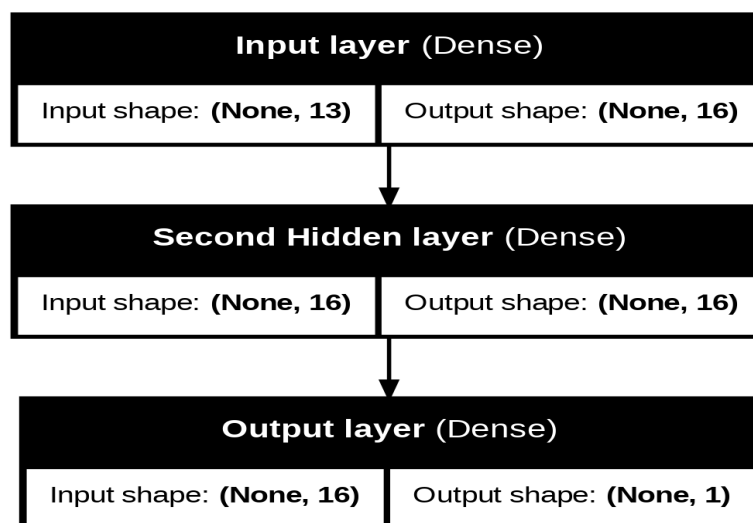 Input layer (Dense)
Input shape: (None, 13) Output shape: (None, 16)
Second Hidden layer (Dense)
Input shape: (None, 16) Output shape: (None, 16)
Output layer (Dense)
Input shape: (None, 16) Output shape: (None, 1)